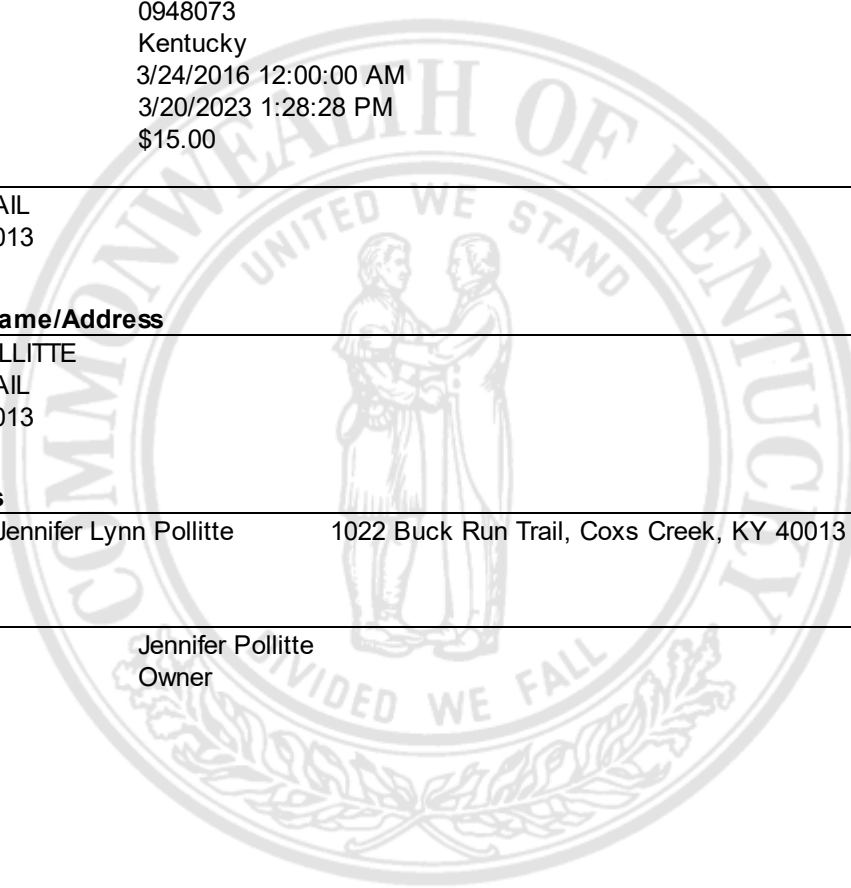 0948073
Kentucky
3/24/2016 12:00:00 AM
3/20/2023 1:28:28 PM
$15.00
AIL
013
ame/Address
LLITTE
AIL
013
s
Jennifer Lynn Pollitte 1022 Buck Run Trail, Coxs Creek, KY 40013
Jennifer Pollitte
Owner
COMMONWEALTH OF KENTUCKY
UNITED WE STAND
DIVIDED WE FALL